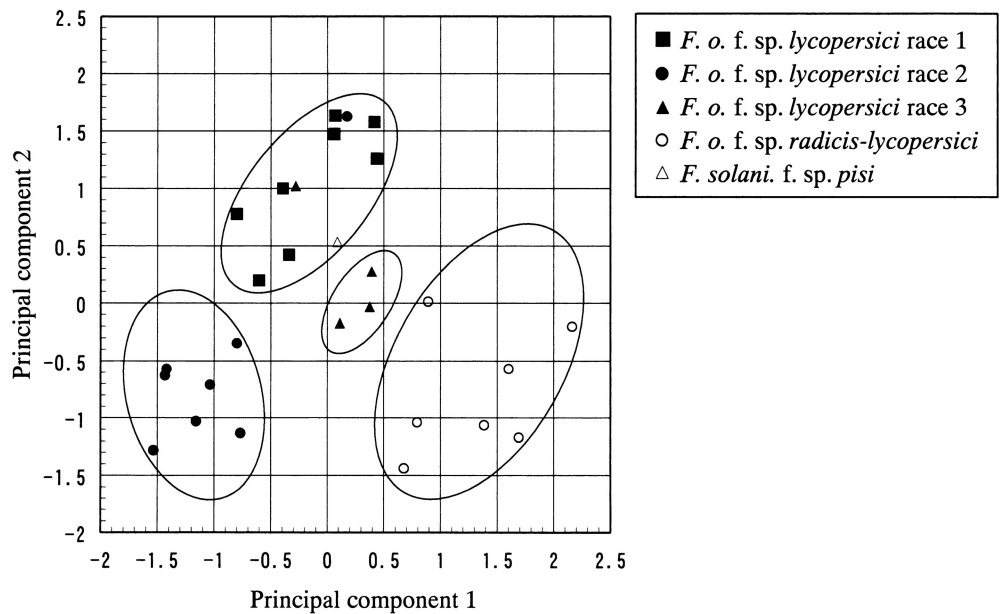 2.5
2
1.5
1
0.5
0
-0.5
-1
-1.5
-2
-2 -1.5 -1 -0.5 0 0.5 1 1.5 2 2.5
Principal component 2
Principal component 1
F. o. f. sp. lycopersici race 1
F. o. f. sp. lycopersici race 2
F. o. f. sp. lycopersici race 3
F. o. f. sp. radicis-lycopersici
F. solani. f. sp. pisi